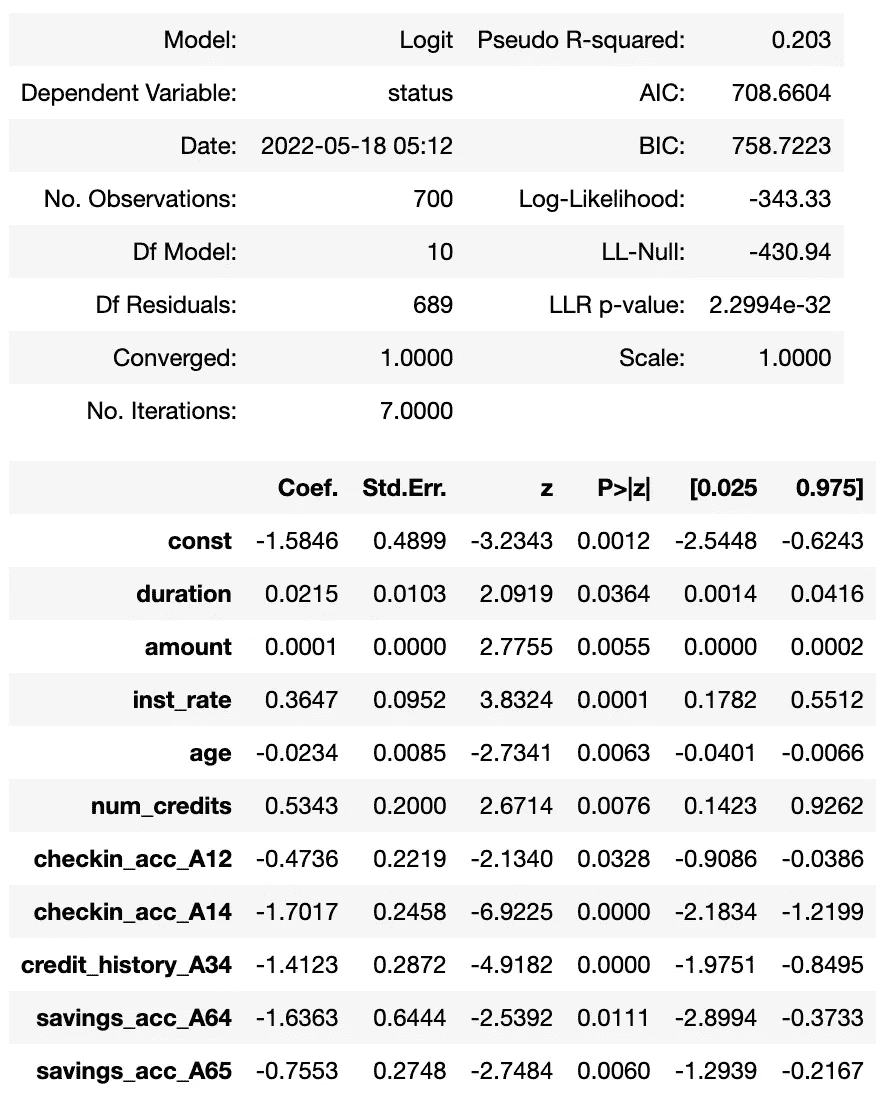 Model: Logit Pseudo R-squared: 0.203
Dependent Variable: status AIC: 708.6604
Date: 2022-05-18 05:12 BIC: 758.7223
No. Observations: 700 Log-Likelihood: -343.33
Df Model: 10 LL-Null: -430.94
Df Residuals: 689 LLR p-value: 2.2994e-32
Converged: 1.0000 Scale: 1.0000
No. Iterations: 7.0000
Coef. Std.Err. z P>|z| [0.025 0.975]
const -1.5846 0.4899 -3.2343 0.0012 -2.5448 -0.6243
duration 0.0215 0.0103 2.0919 0.0364 0.0014 0.0416
amount 0.0001 0.0000 2.7755 0.0055 0.0000 0.0002
inst_rate 0.3647 0.0952 3.8324 0.0001 0.1782 0.5512
age -0.0234 0.0085 -2.7341 0.0063 -0.0401 -0.0066
num_credits 0.5343 0.2000 2.6714 0.0076 0.1423 0.9262
checkin_acc_A12 -0.4736 0.2219 -2.1340 0.0328 -0.9086 -0.0386
checkin_acc_A14 -1.7017 0.2458 -6.9225 0.0000 -2.1834 -1.2199
credit_history_A34 -1.4123 0.2872 -4.9182 0.0000 -1.9751 -0.8495
savings_acc_A64 -1.6363 0.6444 -2.5392 0.0111 -2.8994 -0.3733
savings_acc_A65 -0.7553 0.2748 -2.7484 0.0060 -1.2939 -0.2167